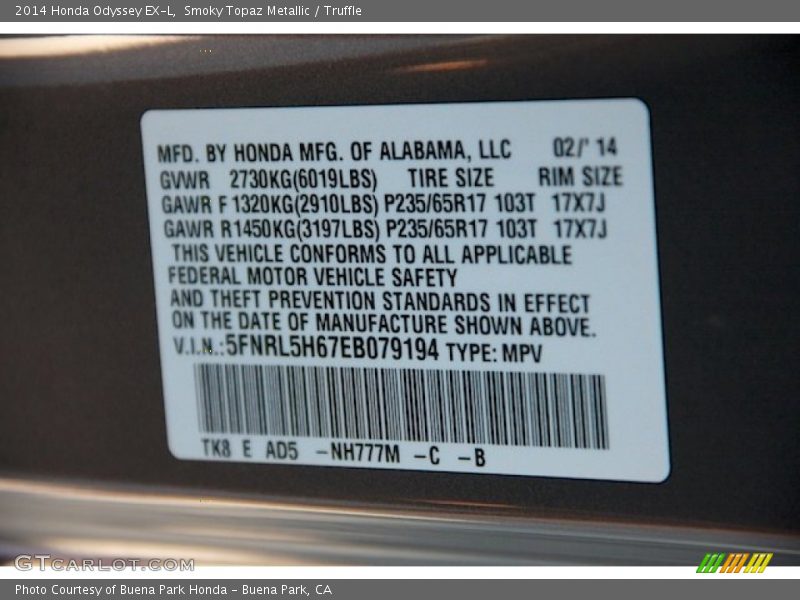 2014 Honda Odyssey EX-L, Smoky Topaz Metallic / Truffle
MFD. BY HONDA MFG. OF ALABAMA, LLC 02/' 14
GVWR 2730KG(6019LBS) TIRE SIZE RIM SIZE
GAWR F 1320KG(2910LBS) P235/65R17 103T 17X7J
GAWR R1450KG(3197LBS) P235/65R17 103T 17X7J
THIS VEHICLE CONFORMS TO ALL APPLICABLE
FEDERAL MOTOR VEHICLE SAFETY
AND THEFT PREVENTION STANDARDS IN EFFECT
ON THE DATE OF MANUFACTURE SHOWN ABOVE.
V.I.N.:5FNRL5H67EB079194 TYPE: MPV
TK8 E AD5 -NH777M -C -B
GTCARLOT.COM
Photo Courtesy of Buena Park Honda - Buena Park, CA